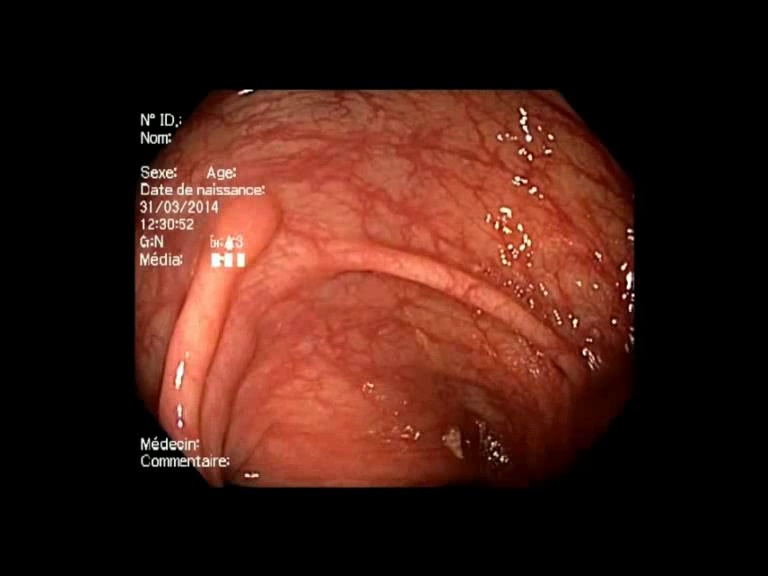 N° ID.:
Nom:
Sexe: Age:
Date de naissance:
31/03/2014
12:30:52
G:N
Média:
Médecin:
Commentaire: